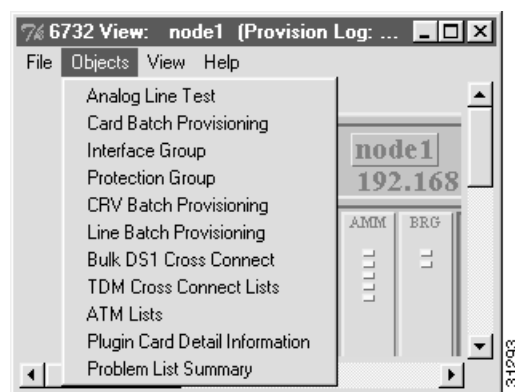 6732 View: node1 (Provision Log: ...
File Objects View Help
Analog Line Test
Card Batch Provisioning
Interface Group
Protection Group
CRV Batch Provisioning
Line Batch Provisioning
Bulk DS1 Cross Connect
TDM Cross Connect Lists
ATM Lists
Plugin Card Detail Information
Problem List Summary
node1
192.168
AMM BRG
31293